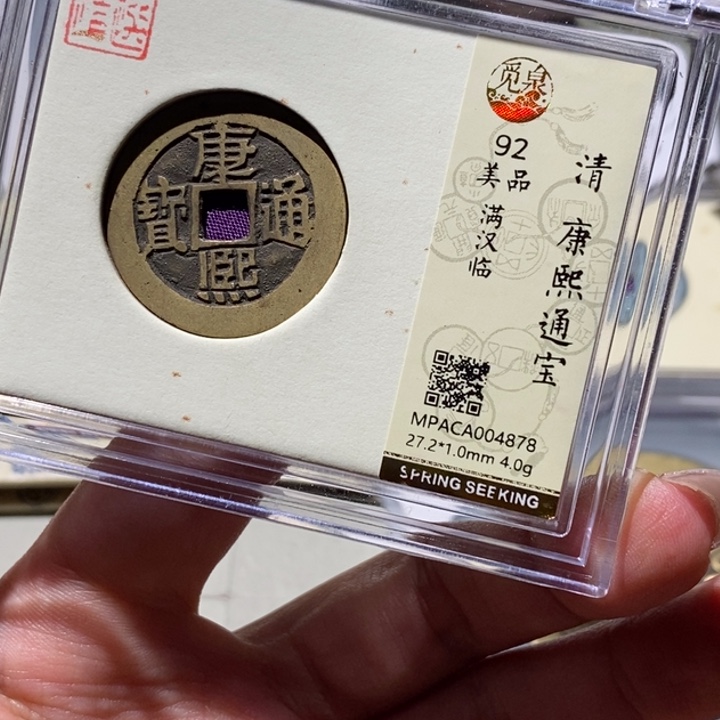 康熙通寶
觅泉
92
美品
满汉临
清 康熙通宝
MPACA004878
27.2*1.0mm 4.0g
SPRING SEEKING